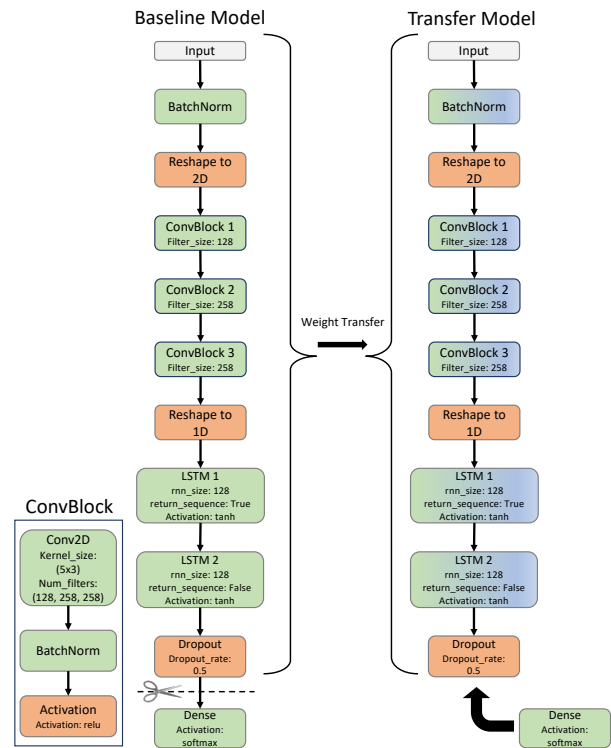 Baseline Model
Input
BatchNorm
Reshape to
2D
ConvBlock 1
Filter_size: 128
ConvBlock 2
Filter_size: 258
ConvBlock 3
Filter_size: 258
Reshape to
1D
LSTM 1
rnn_size: 128
return_sequence: True
Activation: tanh
LSTM 2
rnn_size: 128
return_sequence: False
Activation: tanh
Dropout
Dropout_rate:
0.5
Dense
Activation:
softmax
ConvBlock
Conv2D
Kernel_size:
(5x3)
Num_filters:
(128, 258, 258)
BatchNorm
Activation
Activation: relu
Weight Transfer
Transfer Model
Input
BatchNorm
Reshape to
2D
ConvBlock 1
Filter_size: 128
ConvBlock 2
Filter_size: 258
ConvBlock 3
Filter_size: 258
Reshape to
1D
LSTM 1
rnn_size: 128
return_sequence: True
Activation: tanh
LSTM 2
rnn_size: 128
return_sequence: False
Activation: tanh
Dropout
Dropout_rate:
0.5
Dense
Activation:
softmax